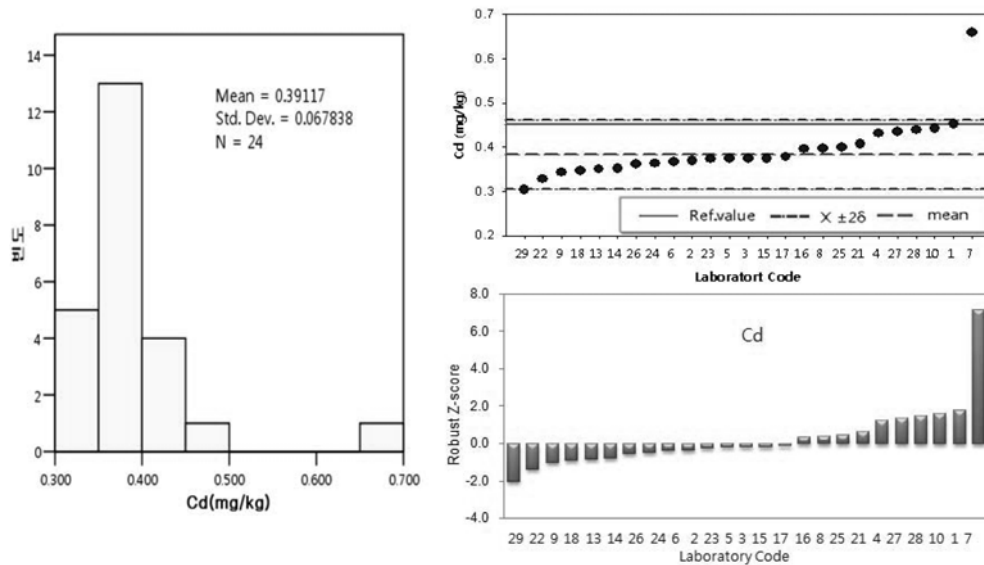 14
12
10
8
6
4
2
0
빈도
Mean = 0.39117
Std. Dev. = 0.067838
N = 24
0.300 0.400 0.500 0.600 0.700
Cd(mg/kg)
0.7
0.6
0.5
0.4
0.3
0.2
Cd (mg/kg)
Ref.value X ±2δ mean
29 22 9 18 13 14 26 24 6 2 23 5 3 15 17 16 8 25 21 4 27 28 10 1 7
Laboratort Code
8.0
6.0
4.0
2.0
0.0
-2.0
-4.0
Robust Z-score
Cd
29 22 9 18 13 14 26 24 6 2 23 5 3 15 17 16 8 25 21 4 27 28 10 1 7
Laboratory Code